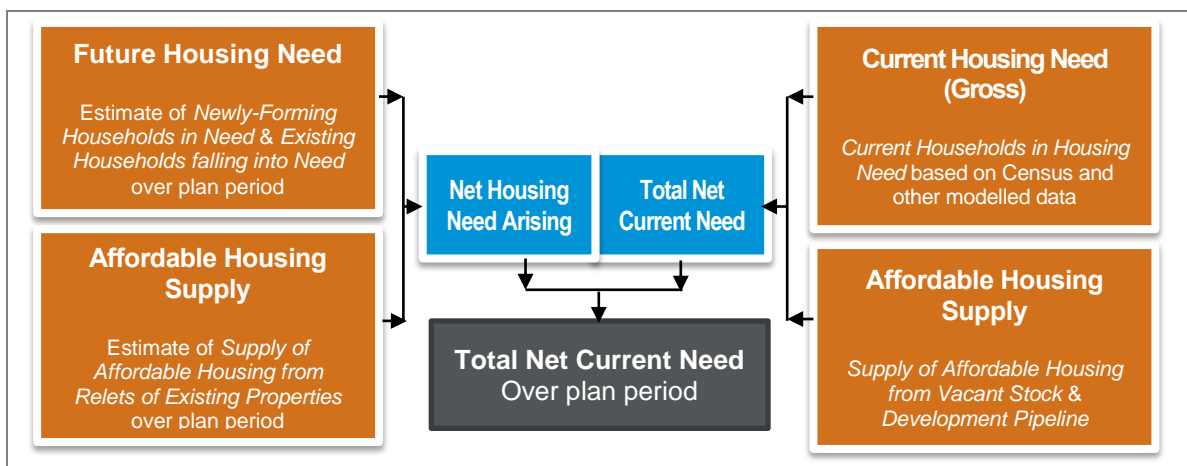 Future Housing Need
Estimate of Newly-Forming
Households in Need & Existing
Households falling into Need
over plan period
Affordable Housing
Supply
Estimate of Supply of
Affordable Housing from
Relets of Existing Properties
over plan period
Net Housing
Need Arising
Total Net
Current Need
Total Net Current Need
Over plan period
Current Housing Need
(Gross)
Current Households in Housing
Need based on Census and
other modelled data
Affordable Housing
Supply
Supply of Affordable Housing
from Vacant Stock &
Development Pipeline